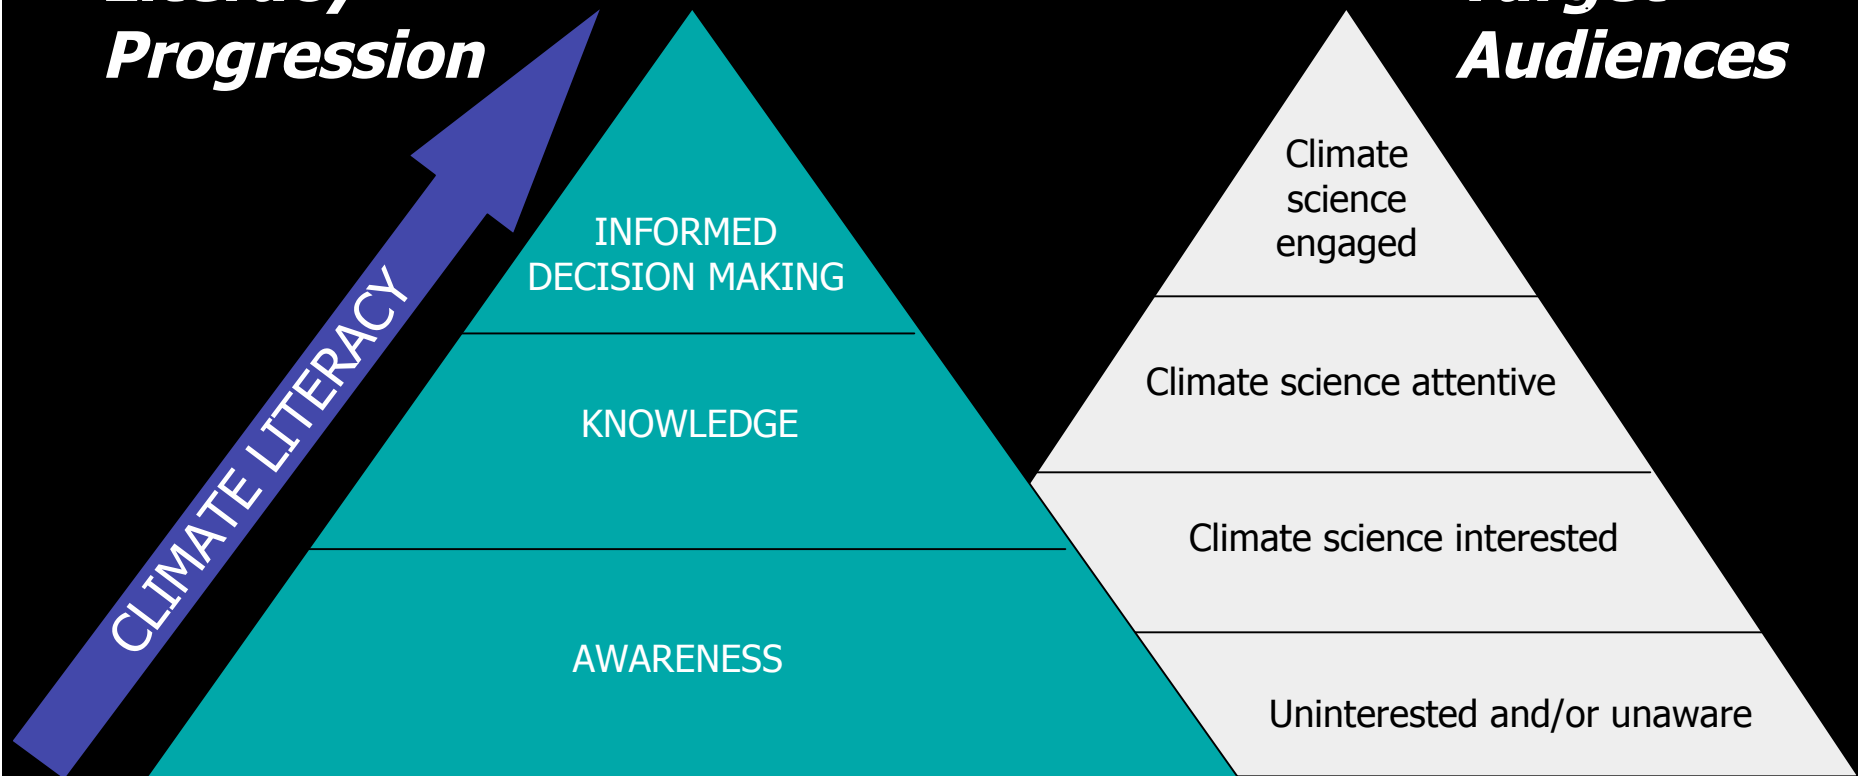 Progression
Audiences
CLIMATE LITERACY
INFORMED
DECISION MAKING
KNOWLEDGE
AWARENESS
Climate
science
engaged
Climate science attentive
Climate science interested
Uninterested and/or unaware